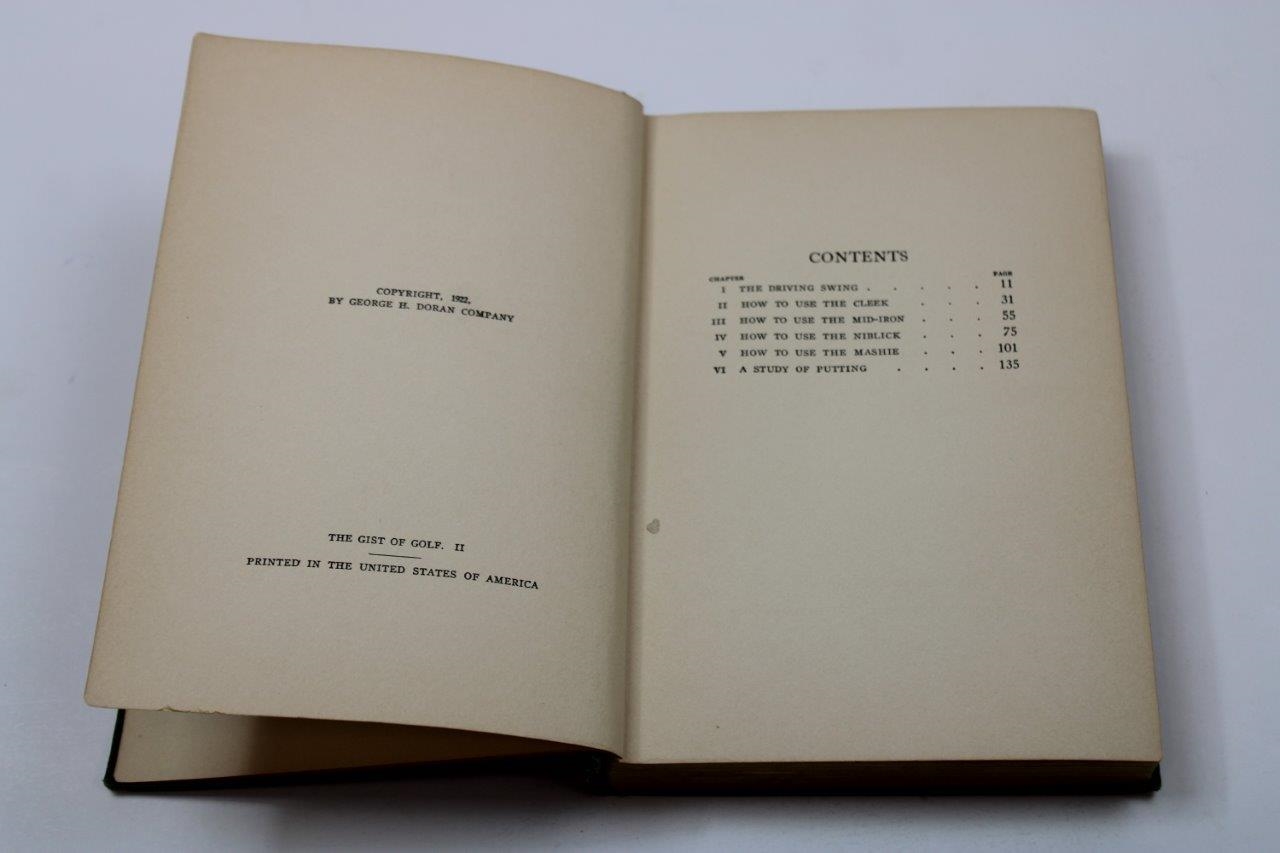 COPYRIGHT, 1922,
BY GEORGE H. DORAN COMPANY
THE GIST OF GOLF. II
PRINTED IN THE UNITED STATES OF AMERICA
CONTENTS
CHAPTER PAGE
I THE DRIVING SWING . . . . . 11
II HOW TO USE THE CLEEK . . . 31
III HOW TO USE THE MID-IRON . . . 55
IV HOW TO USE THE NIBLICK . . . 75
V HOW TO USE THE MASHIE . . . 101
VI A STUDY OF PUTTING . . . . 135